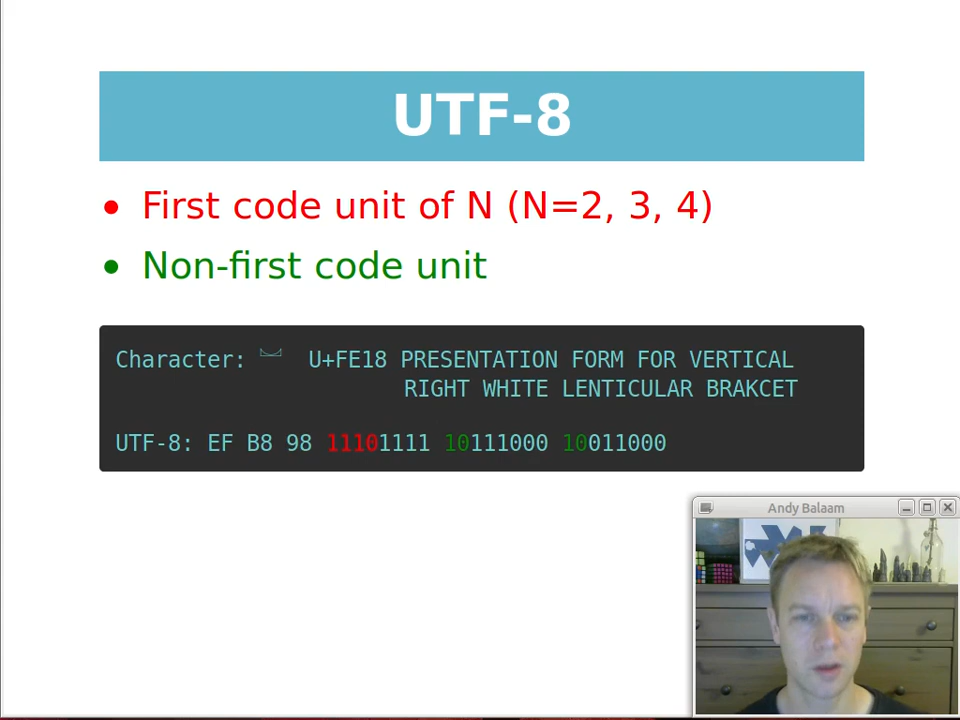 UTF-8
• First code unit of N (N=2, 3, 4)
• Non-first code unit
Character: ︘ U+FE18 PRESENTATION FORM FOR VERTICAL
RIGHT WHITE LENTICULAR BRAKCET
UTF-8: EF B8 98 11101111 10111000 10011000
Andy Balaam